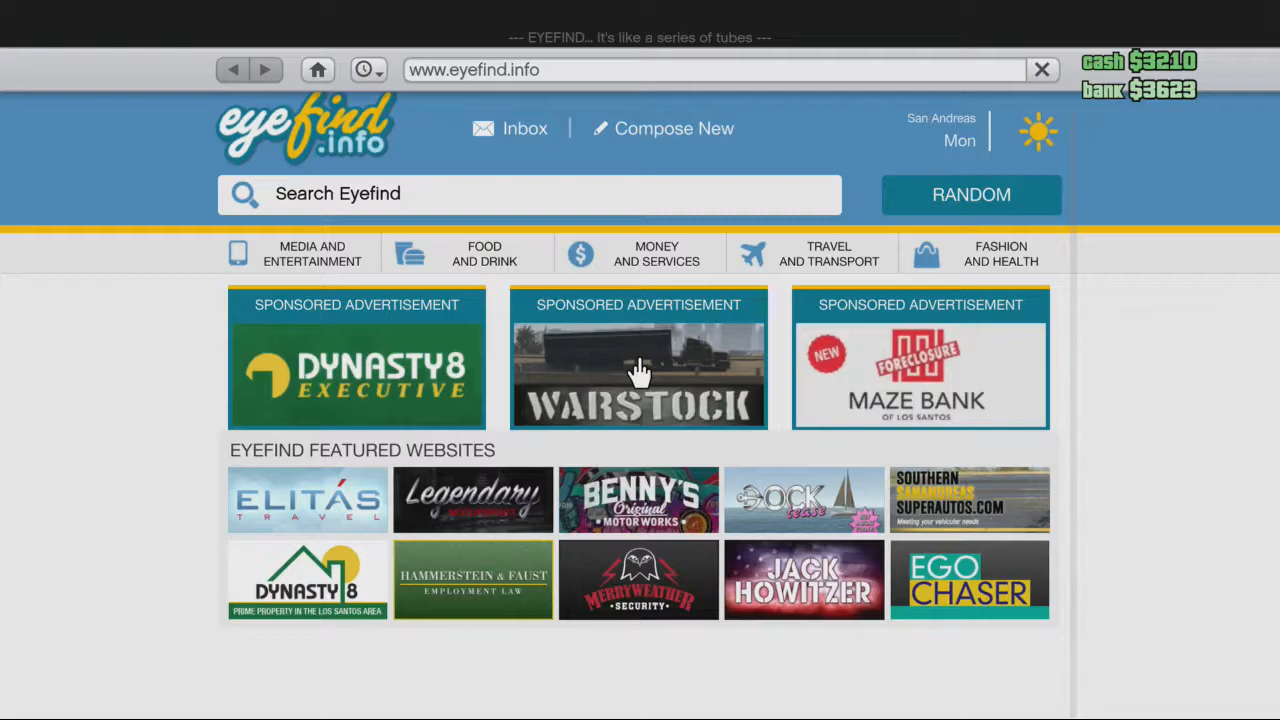 --- EYEFIND... It's like a series of tubes ---
www.eyefind.info
cash $3210
bank $3623
eyefind
.info
Inbox
Compose New
San Andreas
Mon
Search Eyefind
RANDOM
MEDIA AND
ENTERTAINMENT
FOOD
AND DRINK
MONEY
AND SERVICES
TRAVEL
AND TRANSPORT
FASHION
AND HEALTH
SPONSORED ADVERTISEMENT
DYNASTY8
EXECUTIVE
SPONSORED ADVERTISEMENT
WARSTOCK
SPONSORED ADVERTISEMENT
NEW
FORECLOSURE
MAZE BANK
OF LOS SANTOS
EYEFIND FEATURED WEBSITES
ELITÁS
TRAVEL
Legendary
BENNY'S
Original
MOTOR WORKS
DOCK
tease
SOUTHERN
SANANDREAS
SUPERAUTOS.COM
Meeting your vehicular needs
DYNASTY 8
PRIME PROPERTY IN THE LOS SANTOS AREA
HAMMERSTEIN & FAUST
EMPLOYMENT LAW
MERRYWEATHER
SECURITY
JACK
HOWITZER
EGO
CHASER